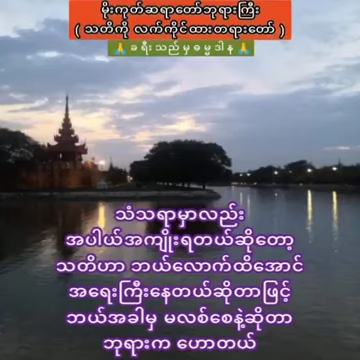 မိုးကုတ်ဆရာတော်ဘုရားကြီး
( သတိကို လက်ကိုင်ထားတရားတော် )
🙏 ခရီးသည်မှဓမ္မဒါန 🙏
သံသရာမှာလည်း
အပါယ်အကျိုးရတယ်ဆိုတော့
သတိဟာ ဘယ်လောက်ထိအောင်
အရေးကြီးနေတယ်ဆိုတာဖြင့်
ဘယ်အခါမှ မလစ်စေနဲ့ဆိုတာ
ဘုရားက ဟောတယ်